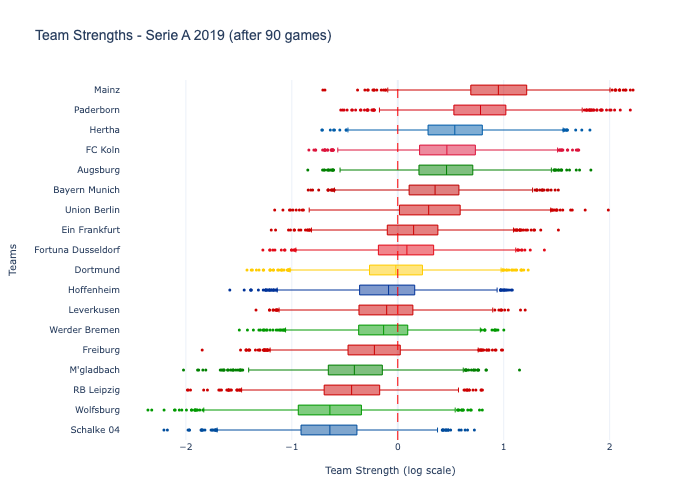 Team Strengths - Serie A 2019 (after 90 games)
Mainz
Paderborn
Hertha
FC Koln
Augsburg
Bayern Munich
Union Berlin
Ein Frankfurt
Fortuna Dusseldorf
Dortmund
Hoffenheim
Leverkusen
Werder Bremen
Freiburg
M'gladbach
RB Leipzig
Wolfsburg
Schalke 04
Teams
−2 −1 0 1 2
Team Strength (log scale)